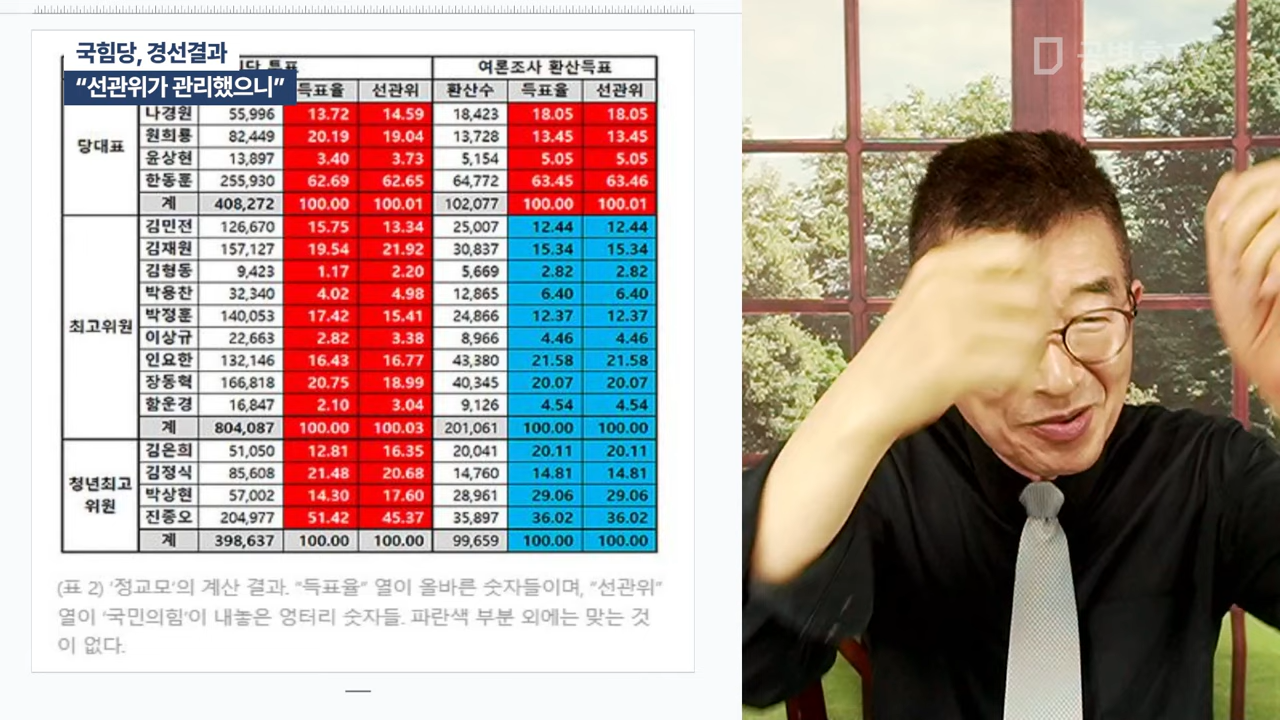 국힘당, 경선결과
“선관위가 관리했으니”
여론조사 환산득표
득표율 선관위 환산수 득표율 선관위
당대표
나경원 55,996 13.72 14.59 18,423 18.05 18.05
원희룡 82,449 20.19 19.04 13,728 13.45 13.45
윤상현 13,897 3.40 3.73 5,154 5.05 5.05
한동훈 255,930 62.69 62.65 64,772 63.45 63.46
계 408,272 100.00 100.01 102,077 100.00 100.01
최고위원
김민전 126,670 15.75 13.34 25,007 12.44 12.44
김재원 157,127 19.54 21.92 30,837 15.34 15.34
김형동 9,423 1.17 2.20 5,669 2.82 2.82
박용찬 32,340 4.02 4.98 12,865 6.40 6.40
박정훈 140,053 17.42 15.41 24,866 12.37 12.37
이상규 22,663 2.82 3.38 8,966 4.46 4.46
인요한 132,146 16.43 16.77 43,380 21.58 21.58
장동혁 166,818 20.75 18.99 40,345 20.07 20.07
함운경 16,847 2.10 3.04 9,126 4.54 4.54
계 804,087 100.00 100.03 201,061 100.00 100.00
청년최고
위원
김은희 51,050 12.81 16.35 20,041 20.11 20.11
김정식 85,608 21.48 20.68 14,760 14.81 14.81
박상현 57,002 14.30 17.60 28,961 29.06 29.06
진종오 204,977 51.42 45.37 35,897 36.02 36.02
계 398,637 100.00 100.00 99,659 100.00 100.00
(표 2) ‘정교모’의 계산 결과. “득표율” 열이 올바른 숫자들이며, “선관위”
열이 ‘국민의힘’이 내놓은 엉터리 숫자들. 파란색 부분 외에는 맞는 것
이 없다.